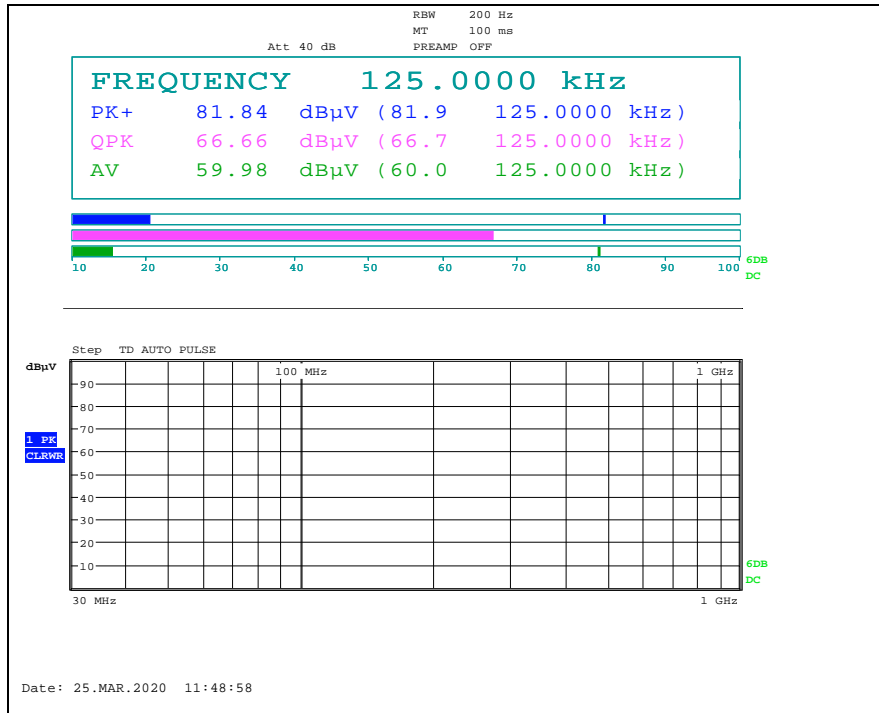 RBW 200 Hz
MT 100 ms
Att 40 dB PREAMP OFF
FREQUENCY 125.0000 kHz
PK+ 81.84 dBµV (81.9 125.0000 kHz)
QPK 66.66 dBµV (66.7 125.0000 kHz)
AV 59.98 dBµV (60.0 125.0000 kHz)
10 20 30 40 50 60 70 80 90 100
6DB
DC
Step TD AUTO PULSE
dBµV
100 MHz 1 GHz
90
80
70
1 PK
CLRWR
60
50
40
30
20
10
6DB
DC
30 MHz 1 GHz
Date: 25.MAR.2020 11:48:58